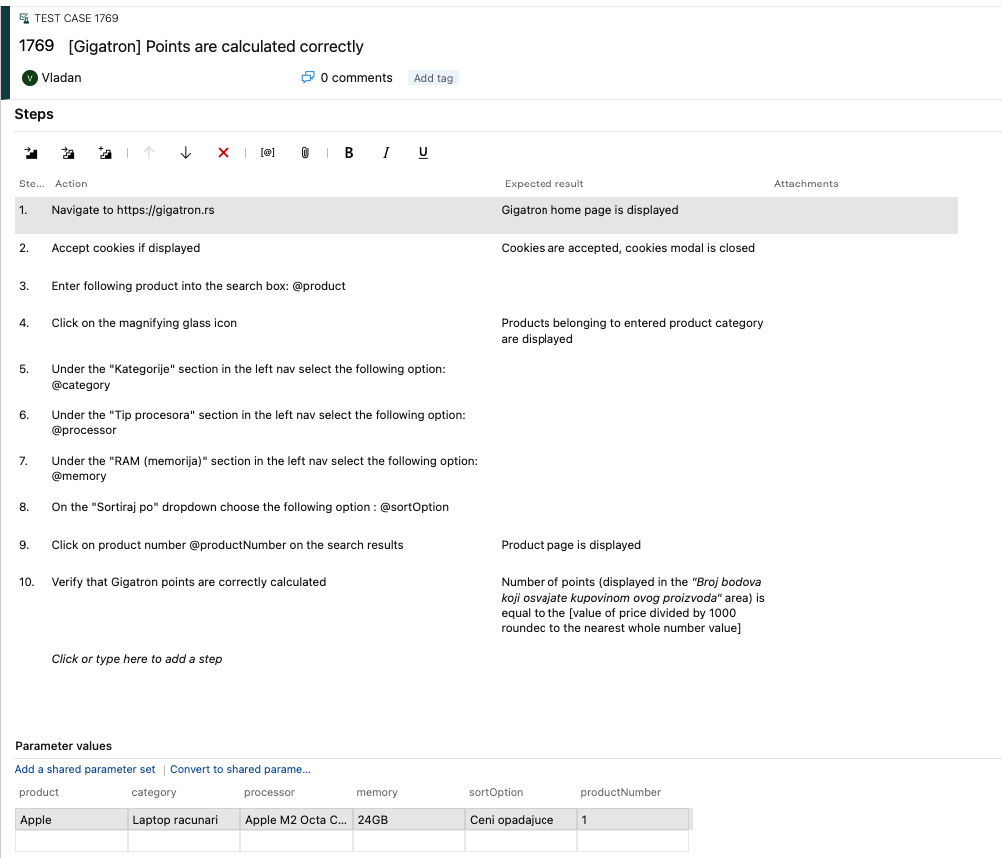 TEST CASE 1769
1769 [Gigatron] Points are calculated correctly
V Vladan 0 comments Add tag
Steps
[@] B I U
Ste... Action Expected result Attachments
1. Navigate to https://gigatron.rs Gigatron home page is displayed
2. Accept cookies if displayed Cookies are accepted, cookies modal is closed
3. Enter following product into the search box: @product
4. Click on the magnifying glass icon Products belonging to entered product category
are displayed
5. Under the "Kategorije" section in the left nav select the following option:
@category
6. Under the "Tip procesora" section in the left nav select the following option:
@processor
7. Under the "RAM (memorija)" section in the left nav select the following option:
@memory
8. On the "Sortiraj po" dropdown choose the following option : @sortOption
9. Click on product number @productNumber on the search results Product page is displayed
10. Verify that Gigatron points are correctly calculated Number of points (displayed in the "Broj bodova
koji osvajate kupovinom ovog proizvoda" area) is
equal to the [value of price divided by 1000
rounded to the nearest whole number value]
Click or type here to add a step
Parameter values
Add a shared parameter set | Convert to shared parame...
product category processor memory sortOption productNumber
Apple Laptop racunari Apple M2 Octa C... 24GB Ceni opadajuce 1